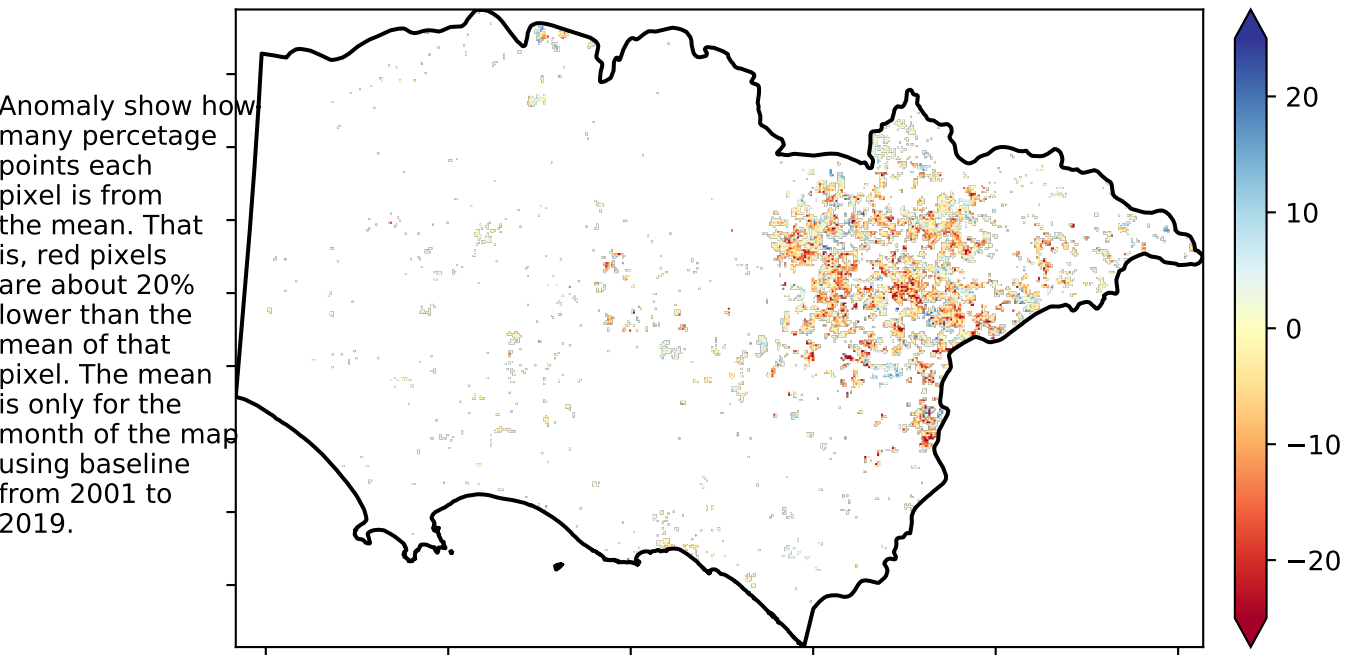 Anomaly show how
many percetage
points each
pixel is from
the mean. That
is, red pixels
are about 20%
lower than the
mean of that
pixel. The mean
is only for the
month of the map
using baseline
from 2001 to
2019.
20
10
0
−10
−20